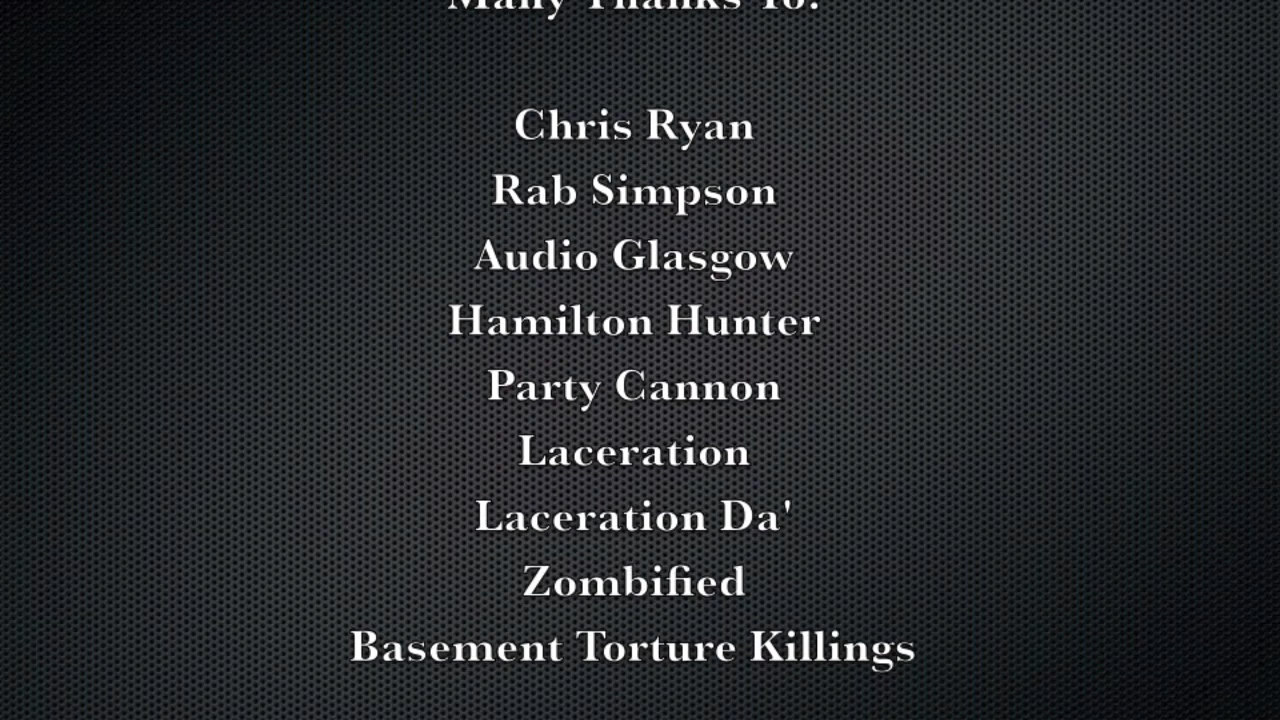 Many Thanks To:
Chris Ryan
Rab Simpson
Audio Glasgow
Hamilton Hunter
Party Cannon
Laceration
Laceration Da'
Zombified
Basement Torture Killings